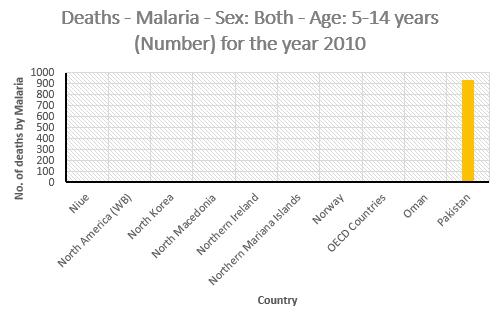 Deaths - Malaria - Sex: Both - Age: 5-14 years
(Number) for the year 2010
No. of deaths by Malaria
1000
900
800
700
600
500
400
300
200
100
0
Niue
North America (WB)
North Korea
North Macedonia
Northern Ireland
Northern Mariana Islands
Norway
OECD Countries
Oman
Pakistan
Country